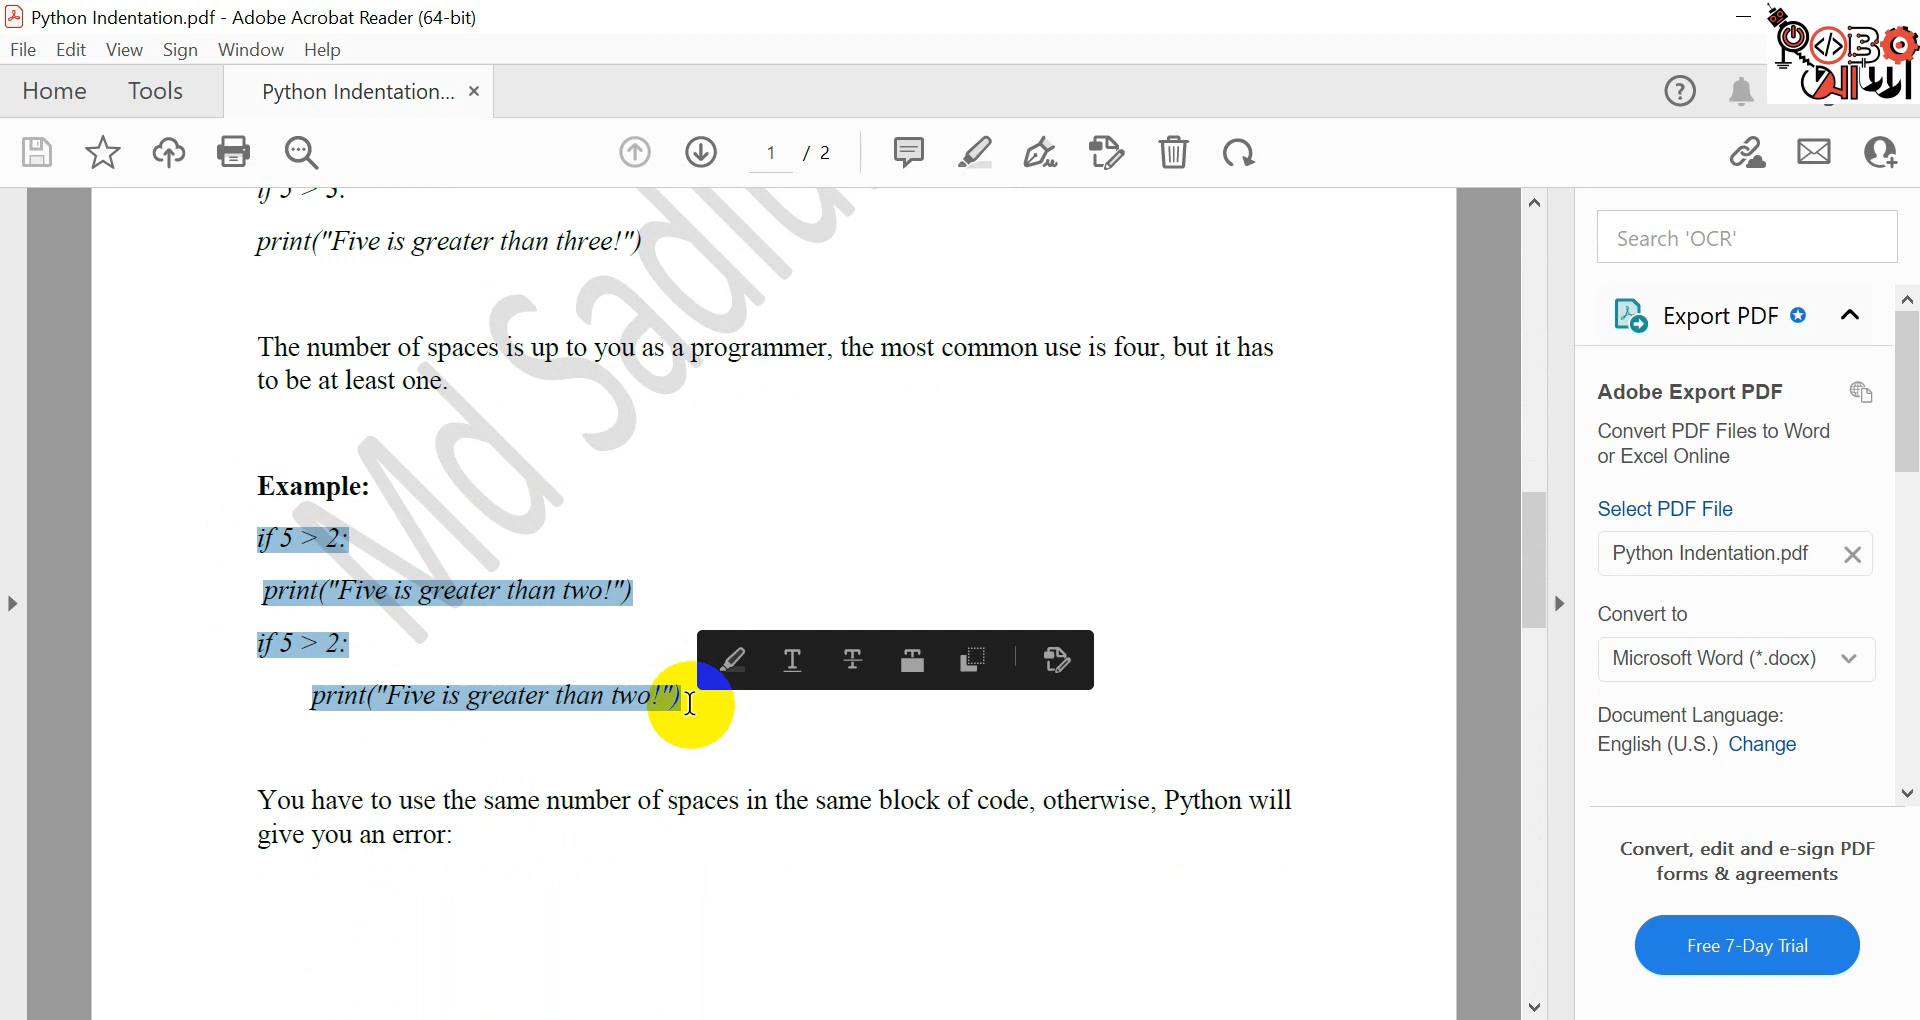 Python Indentation.pdf - Adobe Acrobat Reader (64-bit)
File Edit View Sign Window Help
Home Tools Python Indentation... ×
1 / 2
if 5 > 3:
print("Five is greater than three!")
The number of spaces is up to you as a programmer, the most common use is four, but it has
to be at least one.
Example:
if 5 > 2:
print("Five is greater than two!")
if 5 > 2:
print("Five is greater than two!")
You have to use the same number of spaces in the same block of code, otherwise, Python will
give you an error:
Md
Search 'OCR'
Export PDF
Adobe Export PDF
Convert PDF Files to Word
or Excel Online
Select PDF File
Python Indentation.pdf
Convert to
Microsoft Word (*.docx)
Document Language:
English (U.S.) Change
Convert, edit and e-sign PDF
forms & agreements
Free 7-Day Trial